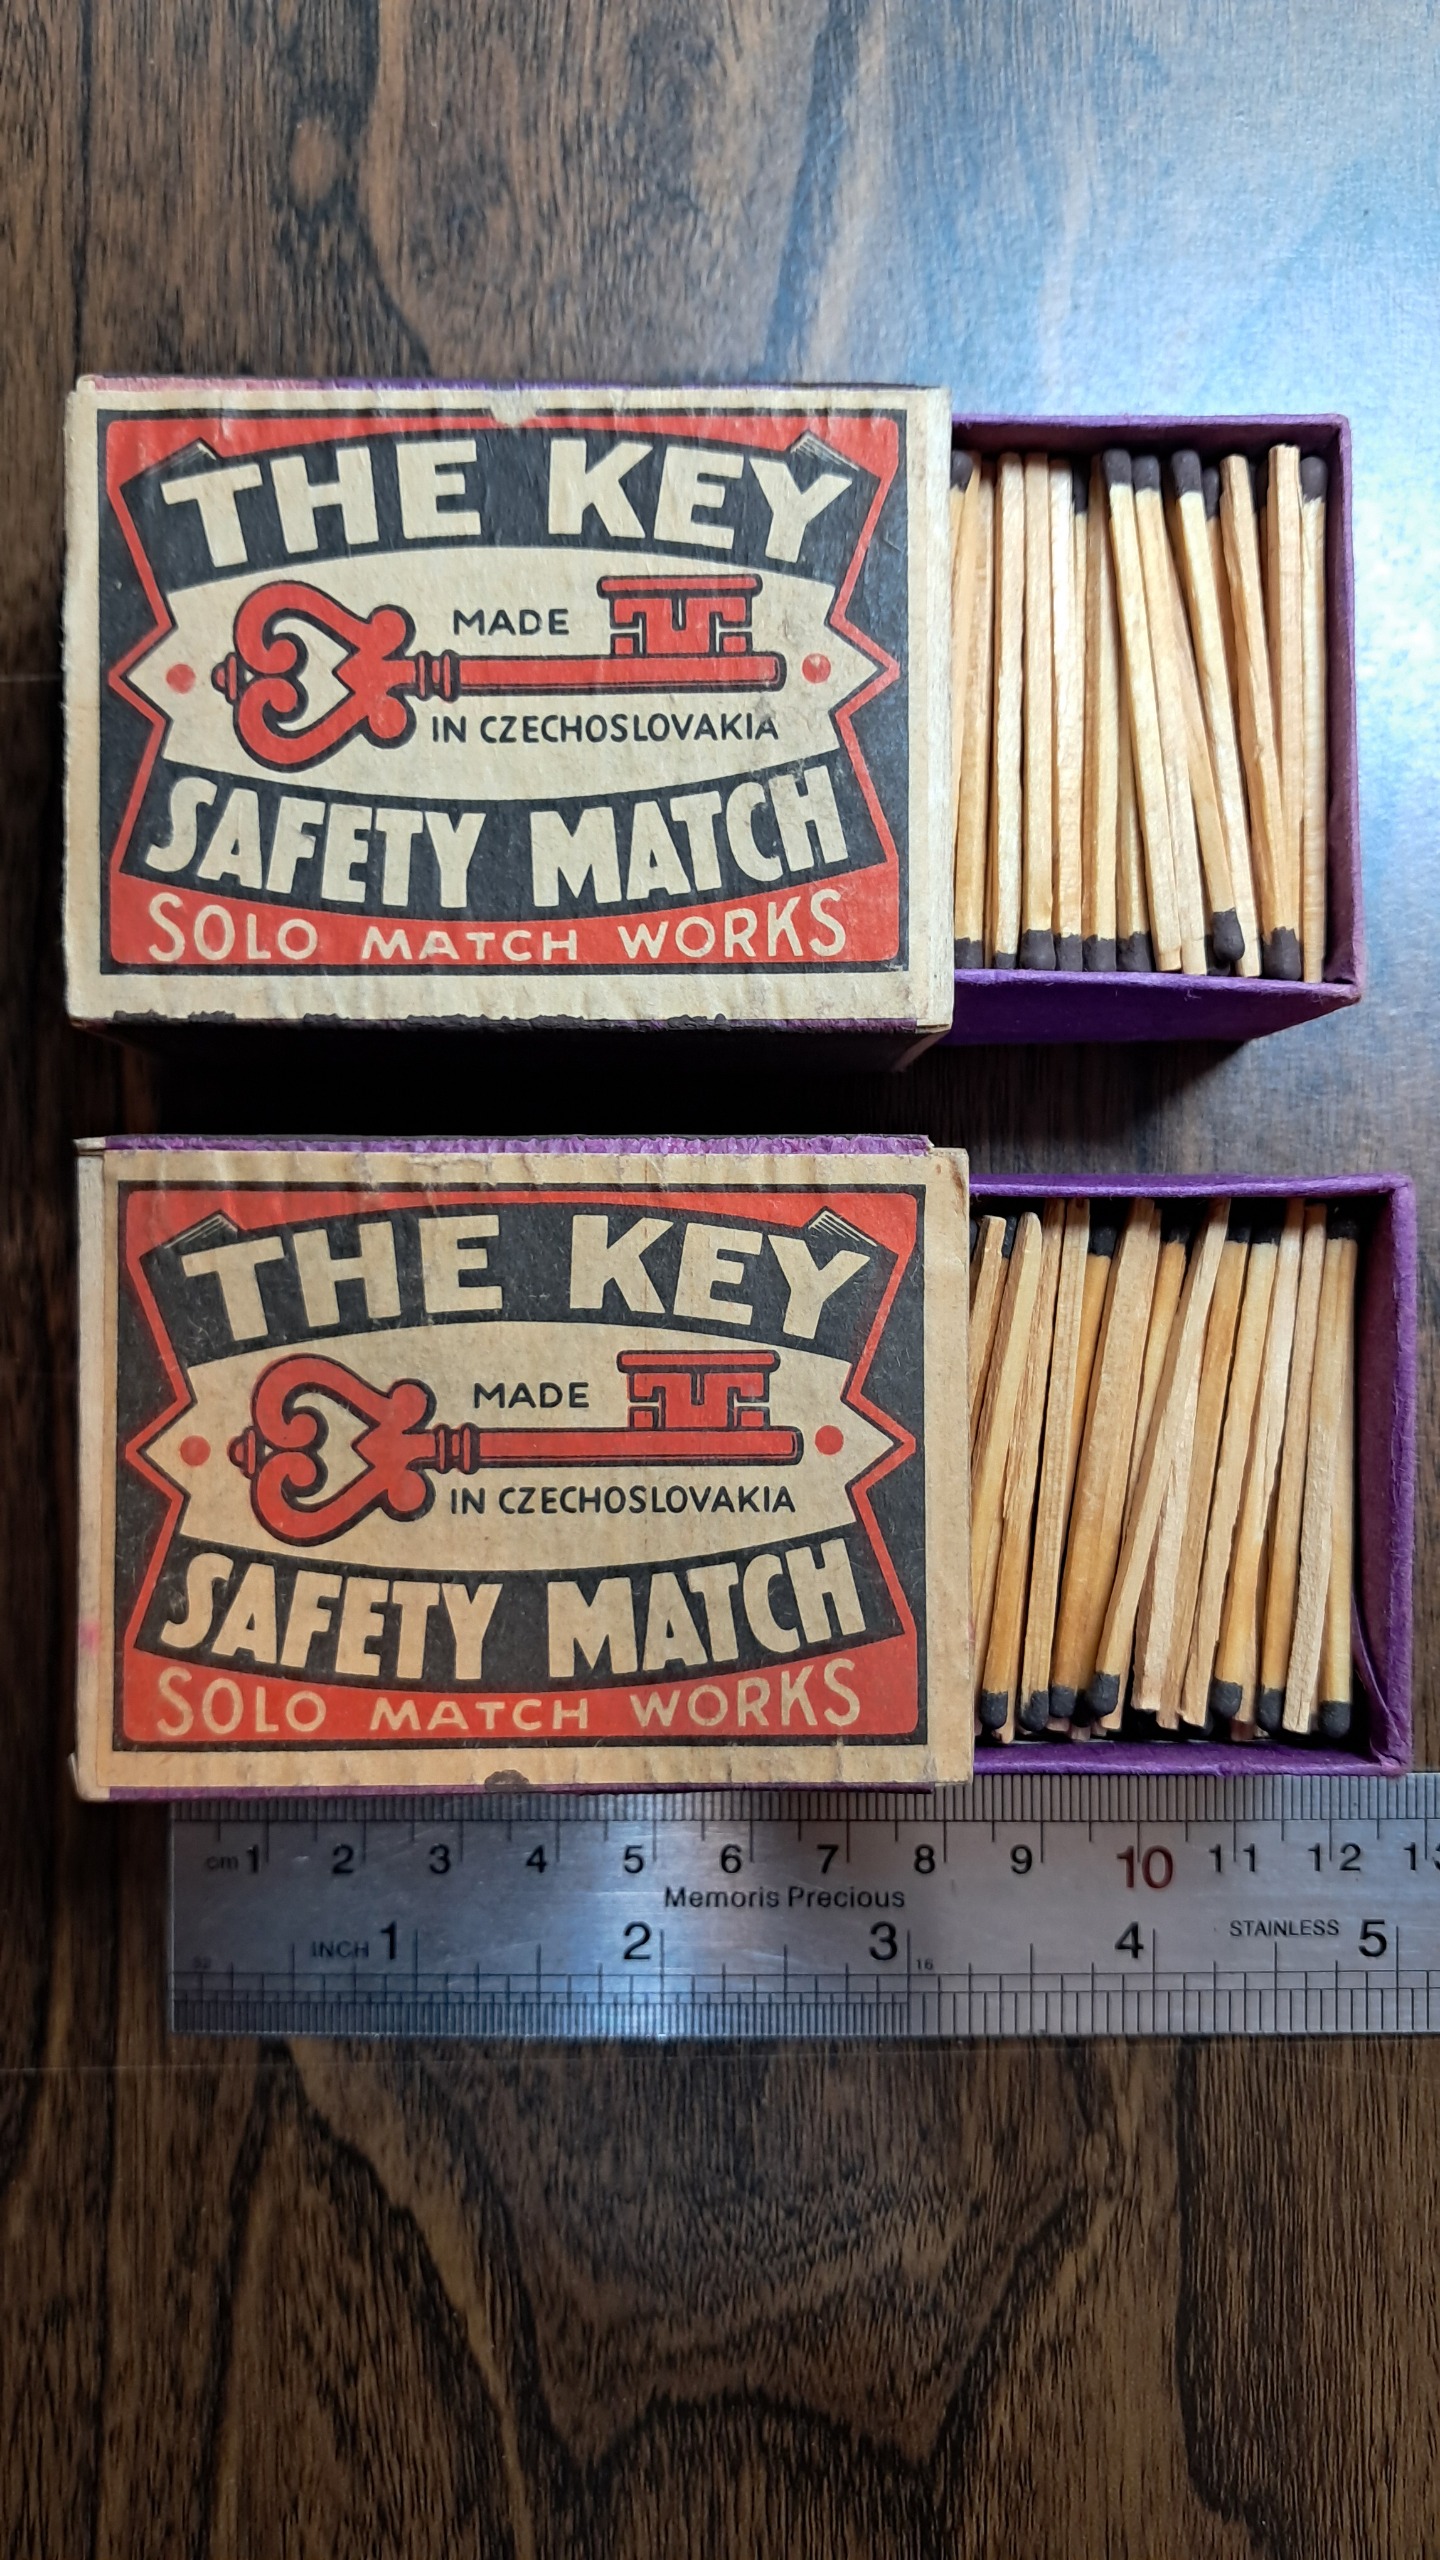 THE KEY
MADE
IN CZECHOSLOVAKIA
SAFETY MATCH
SOLO MATCH WORKS
THE KEY
MADE
IN CZECHOSLOVAKIA
SAFETY MATCH
SOLO MATCH WORKS
cm 1 2 3 4 5 6 7 8 9 10 11 12
Memoris Precious
INCH 1 2 3 4 STAINLESS 5
32 16